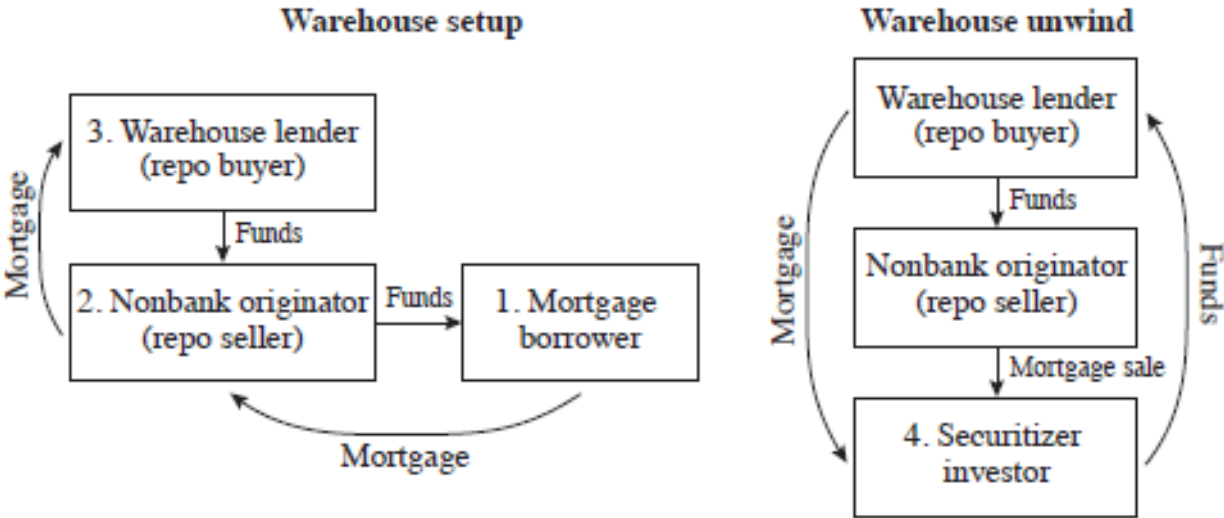 Warehouse setup
3. Warehouse lender
(repo buyer)
Mortgage
Funds
2. Nonbank originator
(repo seller)
Funds
1. Mortgage
borrower
Mortgage
Warehouse unwind
Warehouse lender
(repo buyer)
Mortgage
Funds
Funds
Nonbank originator
(repo seller)
Mortgage sale
4. Securitizer
investor